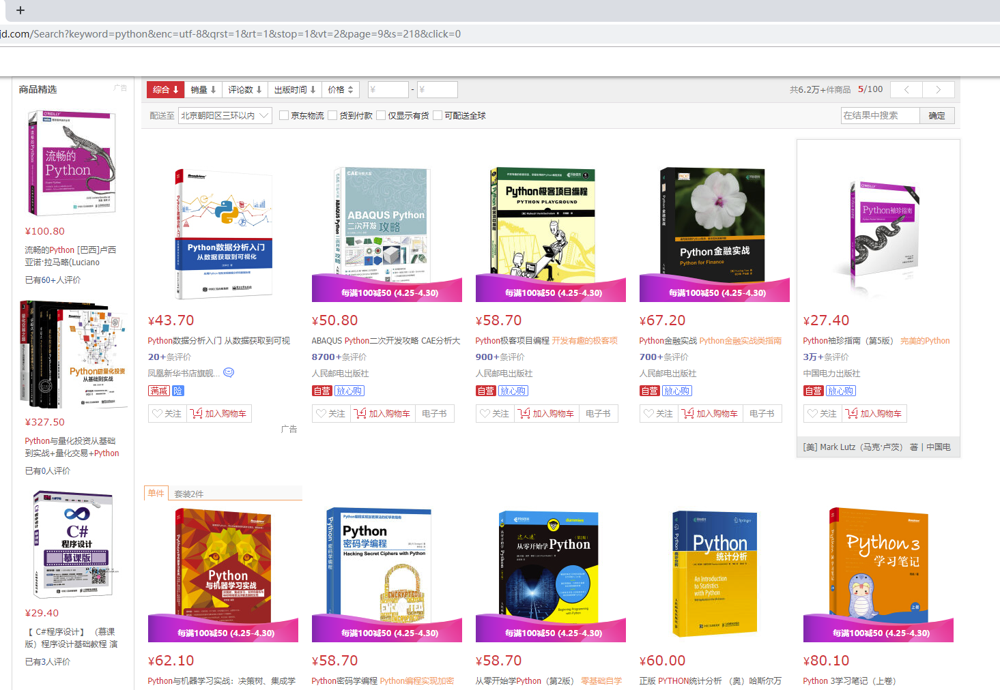 jd.com/Search?keyword=python&enc=utf-8&qrst=1&rt=1&stop=1&vt=2&page=9&s=218&click=0
商品精选 广告
综合 销量 评论数 出版时间 价格 ¥ - ¥ 共6.2万+件商品 5/100
配送至 北京朝阳区三环以内 京东物流 货到付款 仅显示有货 可配送全球 在结果中搜索 确定
O'REILLY
流畅的
Python
¥100.80
流畅的Python [巴西]卢西
亚诺·拉马略(Luciano
已有60+人评价
Python与量化投资
从基础到实战
¥327.50
Python与量化投资从基础
到实战+量化交易+Python
已有0人评价
C#
程序设计
慕课版
¥29.40
【 C#程序设计】 （慕课
版）程序设计基础教程 演
已有3人评价
Python数据分析入门
从数据获取到可视化
¥43.70
Python数据分析入门 从数据获取到可视
20+条评价
凤凰新华书店旗舰...
满减 险
关注 加入购物车
广告
CAE分析大系
ABAQUS Python
二次开发 攻略
每满100减50 (4.25-4.30)
¥50.80
ABAQUS Python二次开发攻略 CAE分析大
8700+条评价
人民邮电出版社
自营 放心购
关注 加入购物车 电子书
Python极客项目编程
PYTHON PLAYGROUND
每满100减50 (4.25-4.30)
¥58.70
Python极客项目编程 开发有趣的极客项
900+条评价
人民邮电出版社
自营 放心购
关注 加入购物车 电子书
Python 金融实战
Python for Finance
每满100减50 (4.25-4.30)
¥67.20
Python金融实战 Python金融实战类指南
700+条评价
人民邮电出版社
自营 放心购
关注 加入购物车 电子书
O'REILLY
Python袖珍指南
¥27.40
Python袖珍指南（第5版） 完美的Python
3万+条评价
中国电力出版社
自营 放心购
关注 加入购物车
[美] Mark Lutz（马克·卢茨） 著 | 中国电
单件 套装2件
Python
与机器学习实战
每满100减50 (4.25-4.30)
¥62.10
Python与机器学习实战：决策树、集成学
Python编程实现加密算法的初学者指南
Python
密码学编程
Hacking Secret Ciphers with Python
每满100减50 (4.25-4.30)
¥58.70
Python密码学编程 Python编程实现加密
dummies
达人迷
从零开始学Python
Beginning Programming
with Python
每满100减50 (4.25-4.30)
¥58.70
从零开始学Python（第2版） 零基础自学
Springer
Python
统计分析
An Introduction
to Statistics
with Python
¥60.00
正版 PYTHON统计分析 （奥）哈斯尔万
Python 3
学习笔记
上卷
每满100减50 (4.25-4.30)
¥80.10
Python 3学习笔记（上卷）